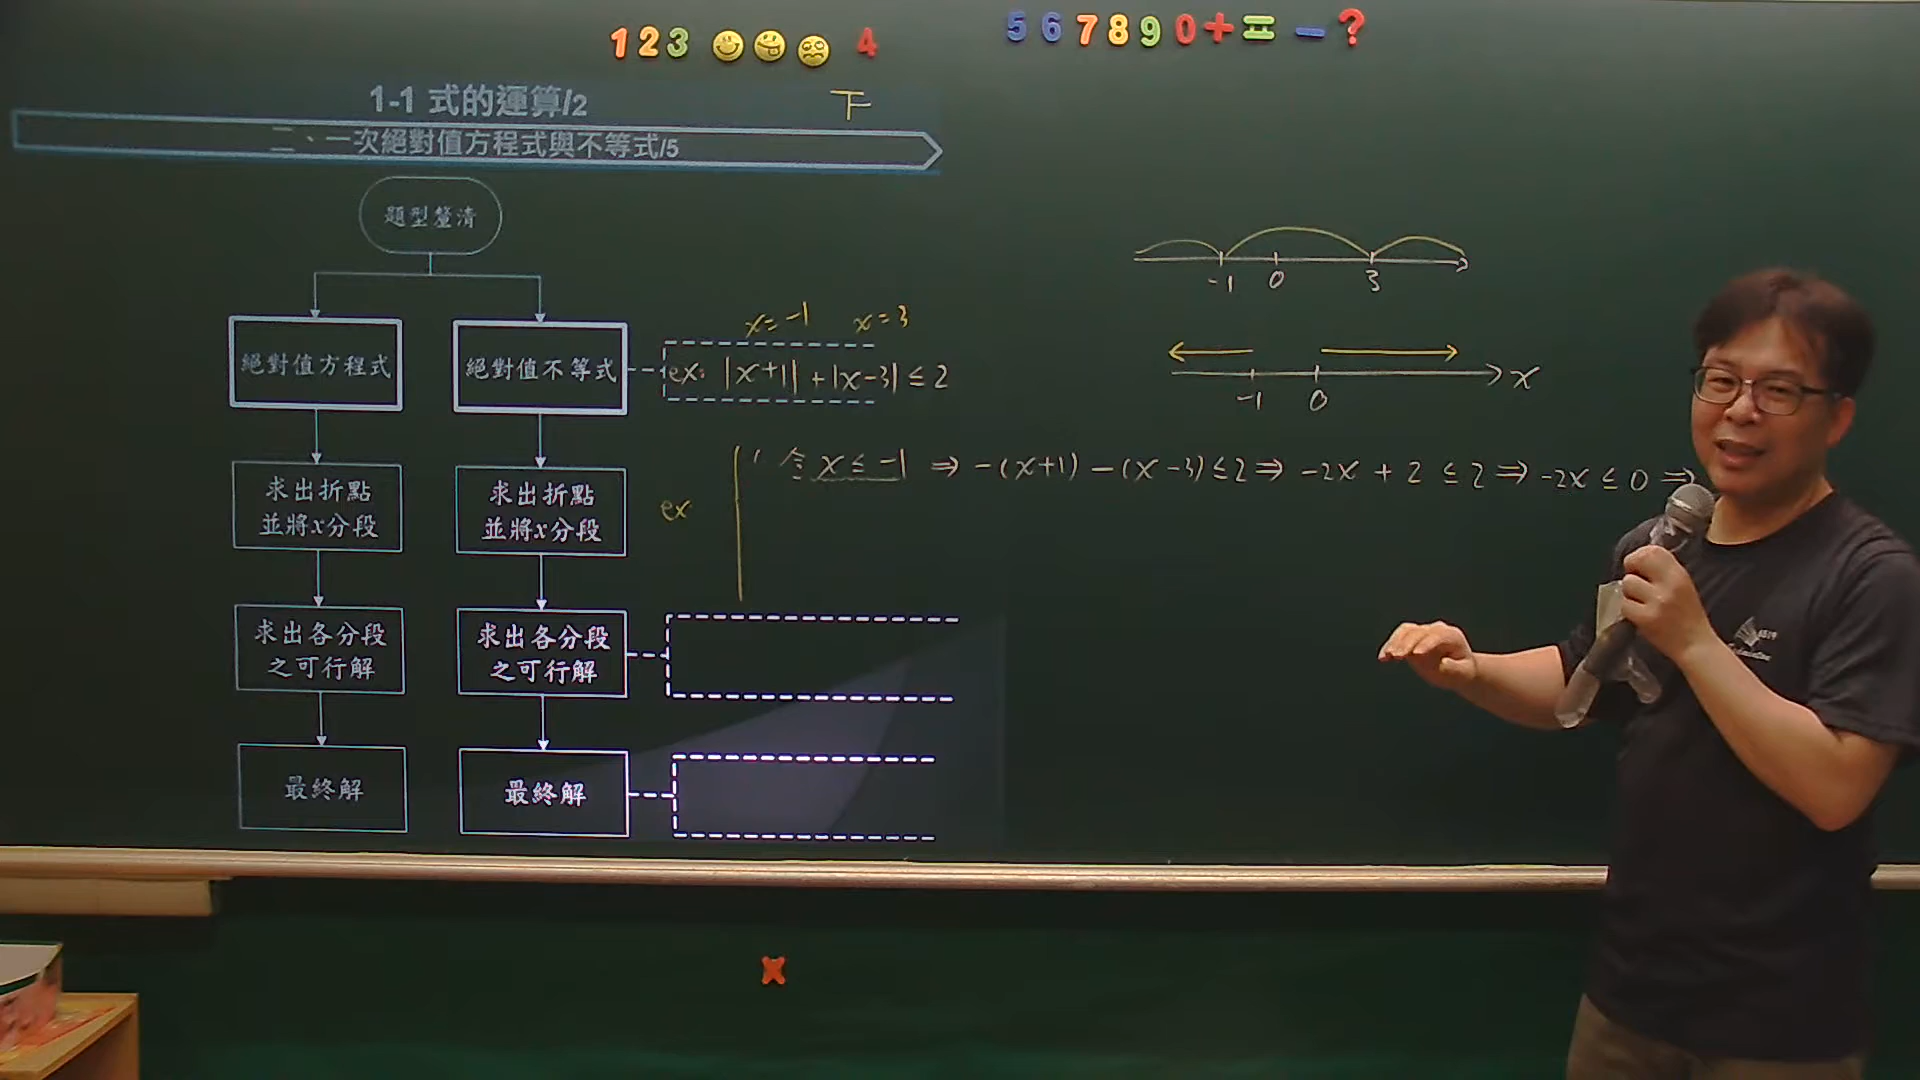 1 2 3 4 5 6 7 8 9 0 + = − ?
1-1 式的運算/2
下
二、一次絕對值方程式與不等式/5
題型釐清
絕對值方程式
絕對值不等式
x=-1 x=3
ex: |x+1|+|x-3| ≤ 2
求出折點
並將x分段
求出折點
並將x分段
求出各分段
之可行解
求出各分段
之可行解
最終解
最終解
-1 0 3
x
-1 0
ex
令 x ≤ -1 ⇒ -(x+1) - (x-3) ≤ 2 ⇒ -2x + 2 ≤ 2 ⇒ -2x ≤ 0 ⇒
x